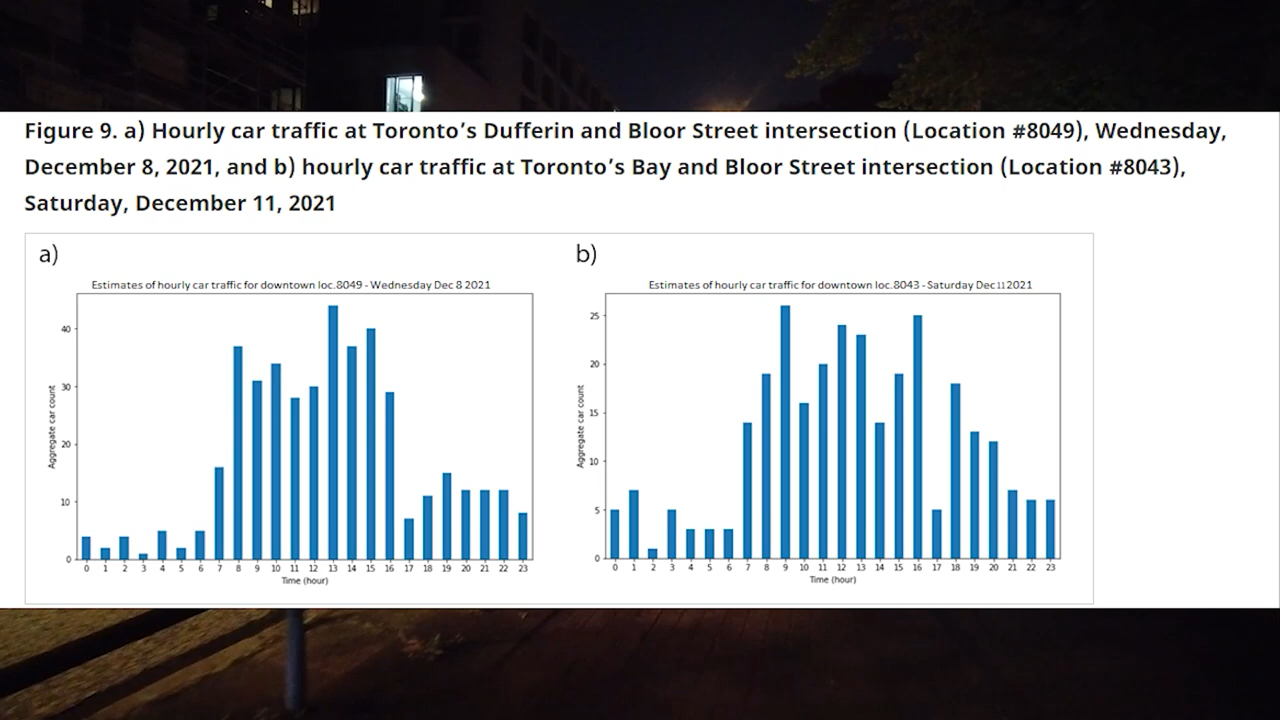 Figure 9. a) Hourly car traffic at Toronto’s Dufferin and Bloor Street intersection (Location #8049), Wednesday,
December 8, 2021, and b) hourly car traffic at Toronto’s Bay and Bloor Street intersection (Location #8043),
Saturday, December 11, 2021
a)
Estimates of hourly car traffic for downtown loc.8049 - Wednesday Dec 8 2021
Aggregate car count
40
30
20
10
0
0 1 2 3 4 5 6 7 8 9 10 11 12 13 14 15 16 17 18 19 20 21 22 23
Time (hour)
b)
Estimates of hourly car traffic for downtown loc.8043 - Saturday Dec 11 2021
Aggregate car count
25
20
15
10
5
0
0 1 2 3 4 5 6 7 8 9 10 11 12 13 14 15 16 17 18 19 20 21 22 23
Time (hour)